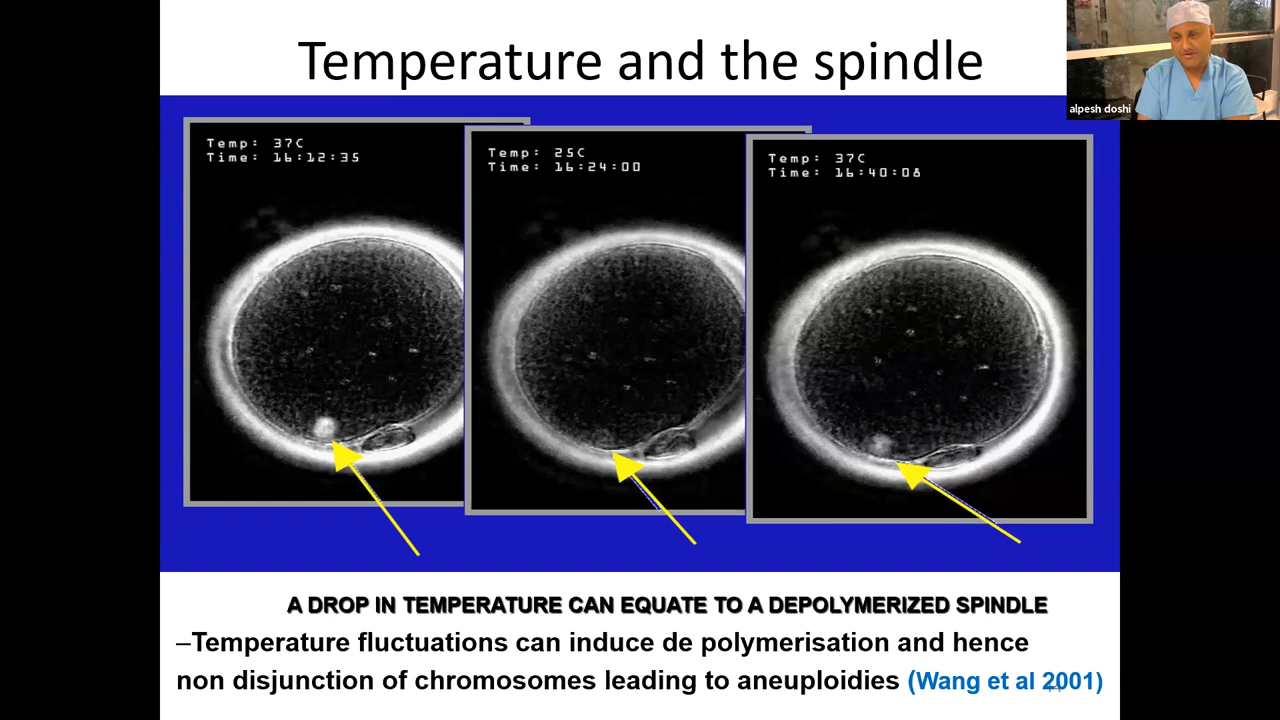 Temperature and the spindle
alpesh doshi
Temp: 37C
Time: 16:12:35
Temp: 25C
Time: 16:24:00
Temp: 37C
Time: 16:40:08
A DROP IN TEMPERATURE CAN EQUATE TO A DEPOLYMERIZED SPINDLE
–Temperature fluctuations can induce de polymerisation and hence
non disjunction of chromosomes leading to aneuploidies (Wang et al 2001)